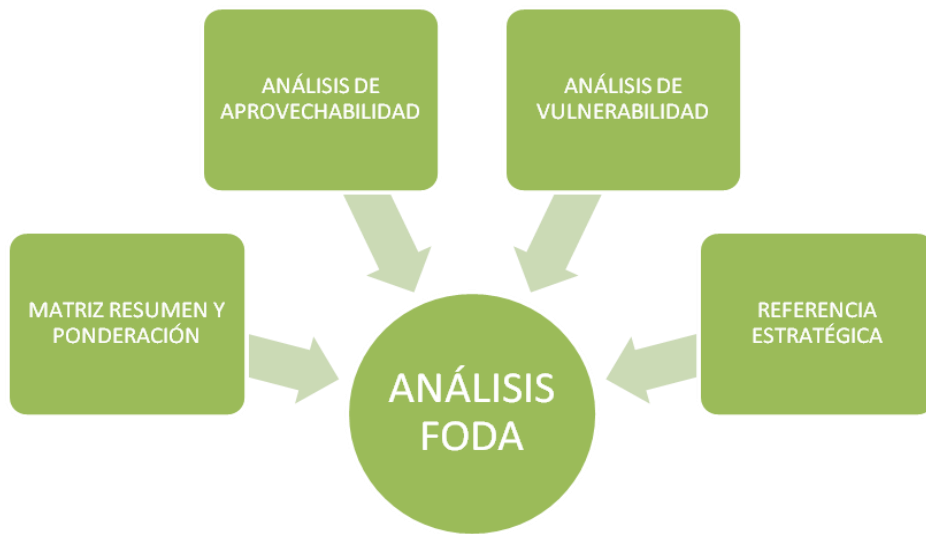 ANÁLISIS DE
APROVECHABILIDAD
ANÁLISIS DE
VULNERABILIDAD
MATRIZ RESUMEN Y
PONDERACIÓN
REFERENCIA
ESTRATÉGICA
ANÁLISIS
FODA